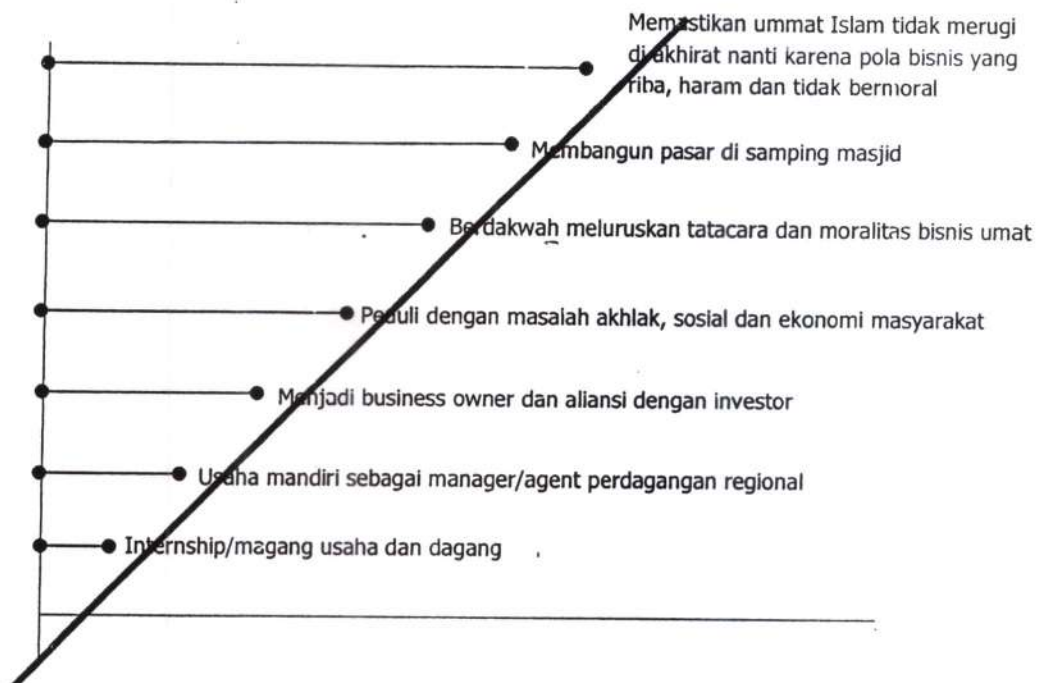 Memastikan ummat Islam tidak merugi
di akhirat nanti karena pola bisnis yang
riba, haram dan tidak bermoral
Membangun pasar di samping masjid
Berdakwah meluruskan tatacara dan moralitas bisnis umat
Peduli dengan masalah akhlak, sosial dan ekonomi masyarakat
Menjadi business owner dan aliansi dengan investor
Usaha mandiri sebagai manager/agent perdagangan regional
Internship/magang usaha dan dagang